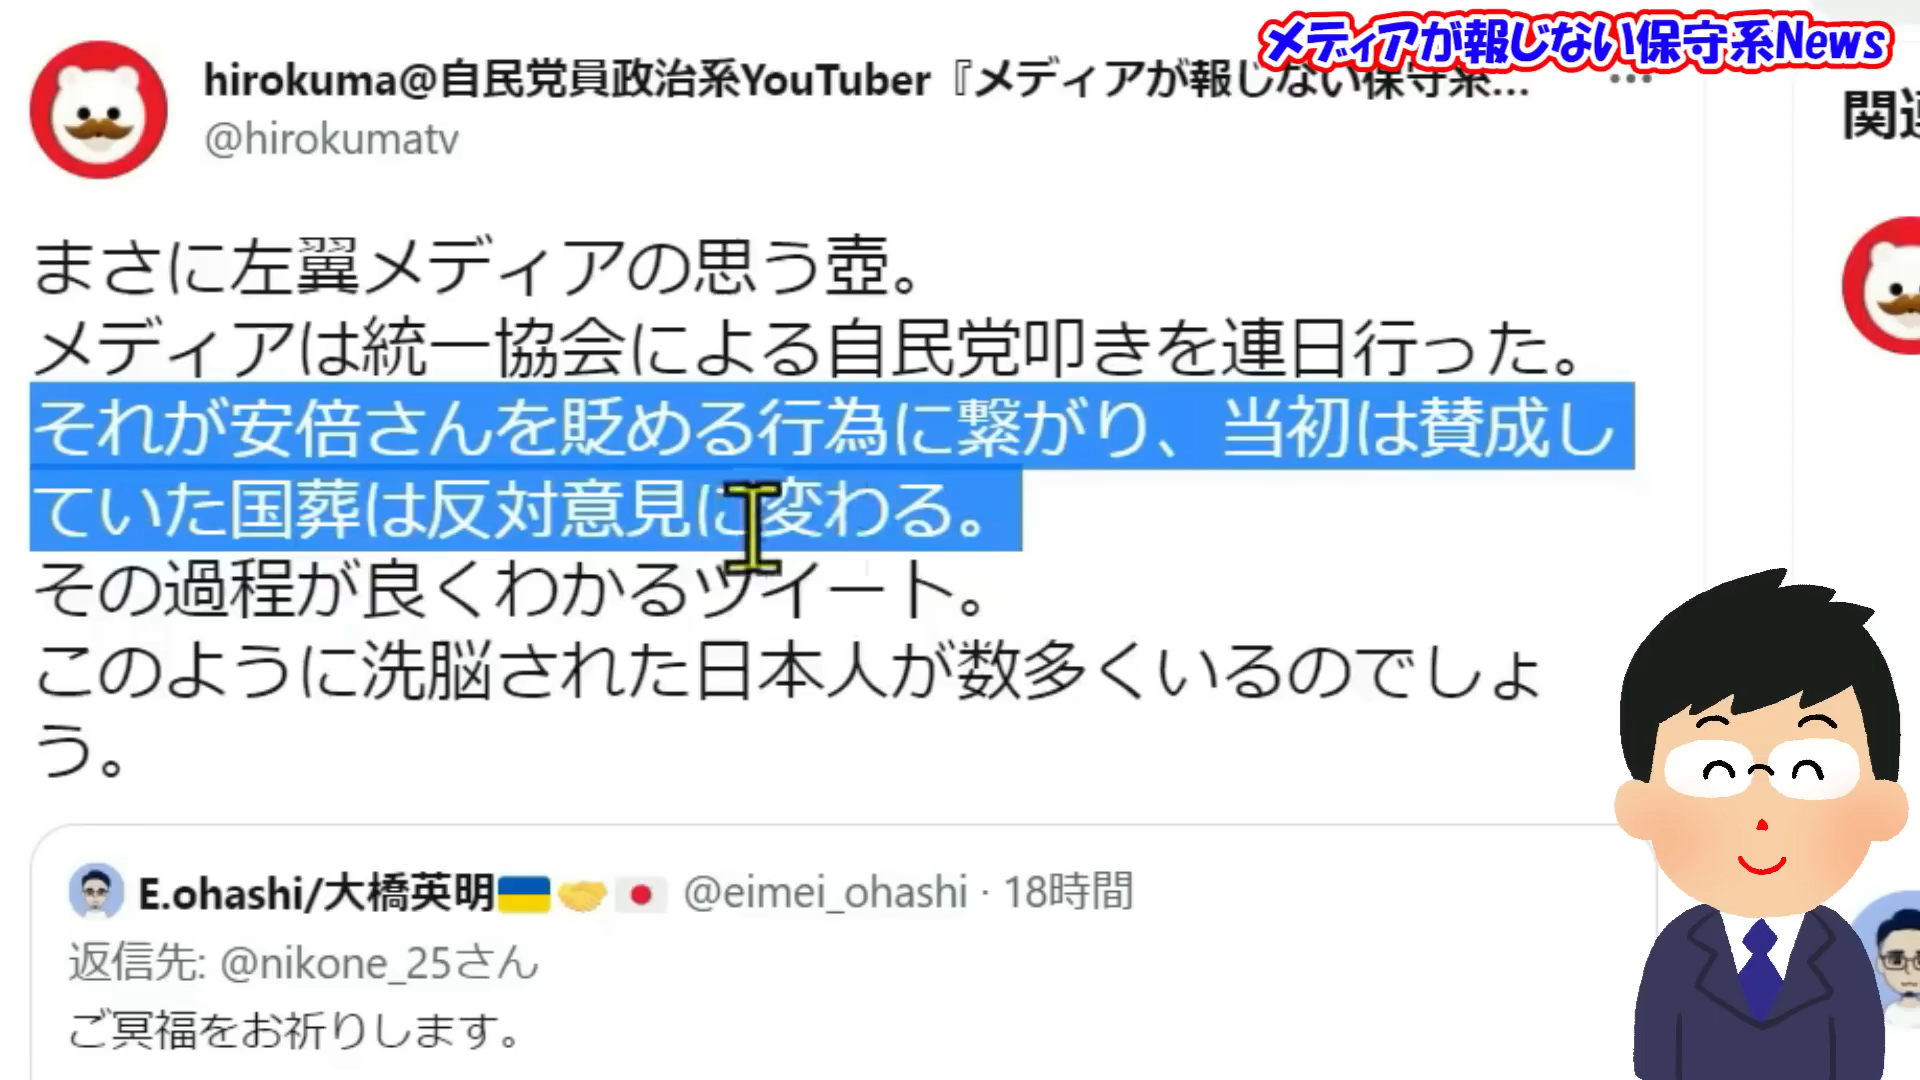 メディアが報じない保守系News
hirokuma@自民党員政治系YouTuber『メディアが報じない保守系...
@hirokumatv
まさに左翼メディアの思う壺。
メディアは統一協会による自民党叩きを連日行った。
それが安倍さんを貶める行為に繋がり、当初は賛成し
ていた国葬は反対意見に変わる。
その過程が良くわかるツイート。
このように洗脳された日本人が数多くいるのでしょ
う。
E.ohashi/大橋英明🇺🇦🤝🇯🇵 @eimei_ohashi · 18時間
返信先: @nikone_25さん
ご冥福をお祈りします。